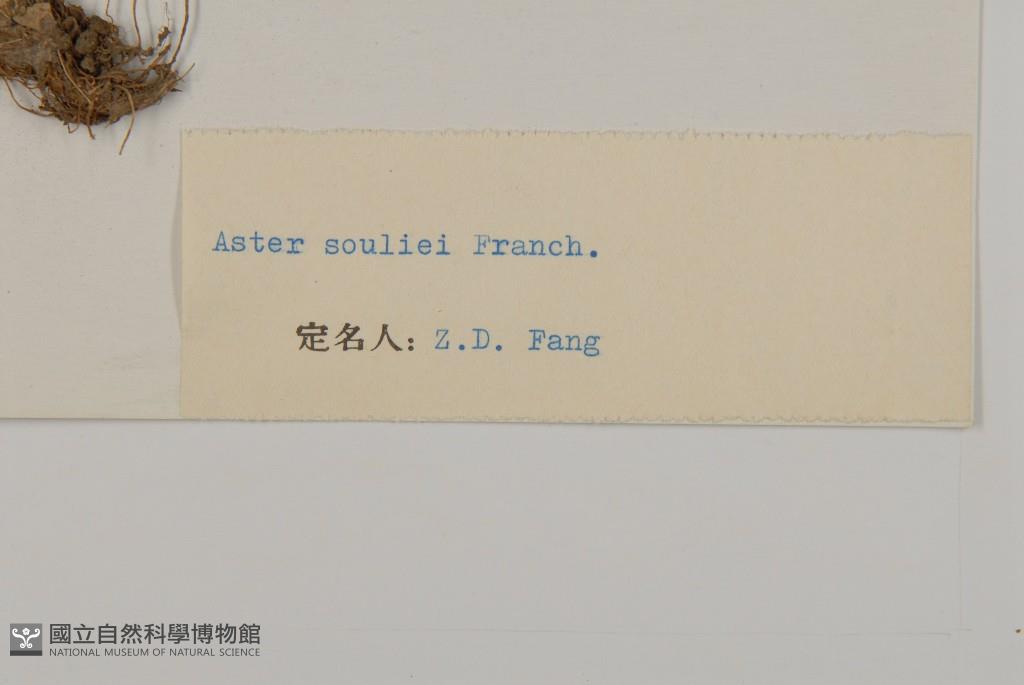 Aster souliei Franch.
定名人: Z.D. Fang
國立自然科學博物館
NATIONAL MUSEUM OF NATURAL SCIENCE